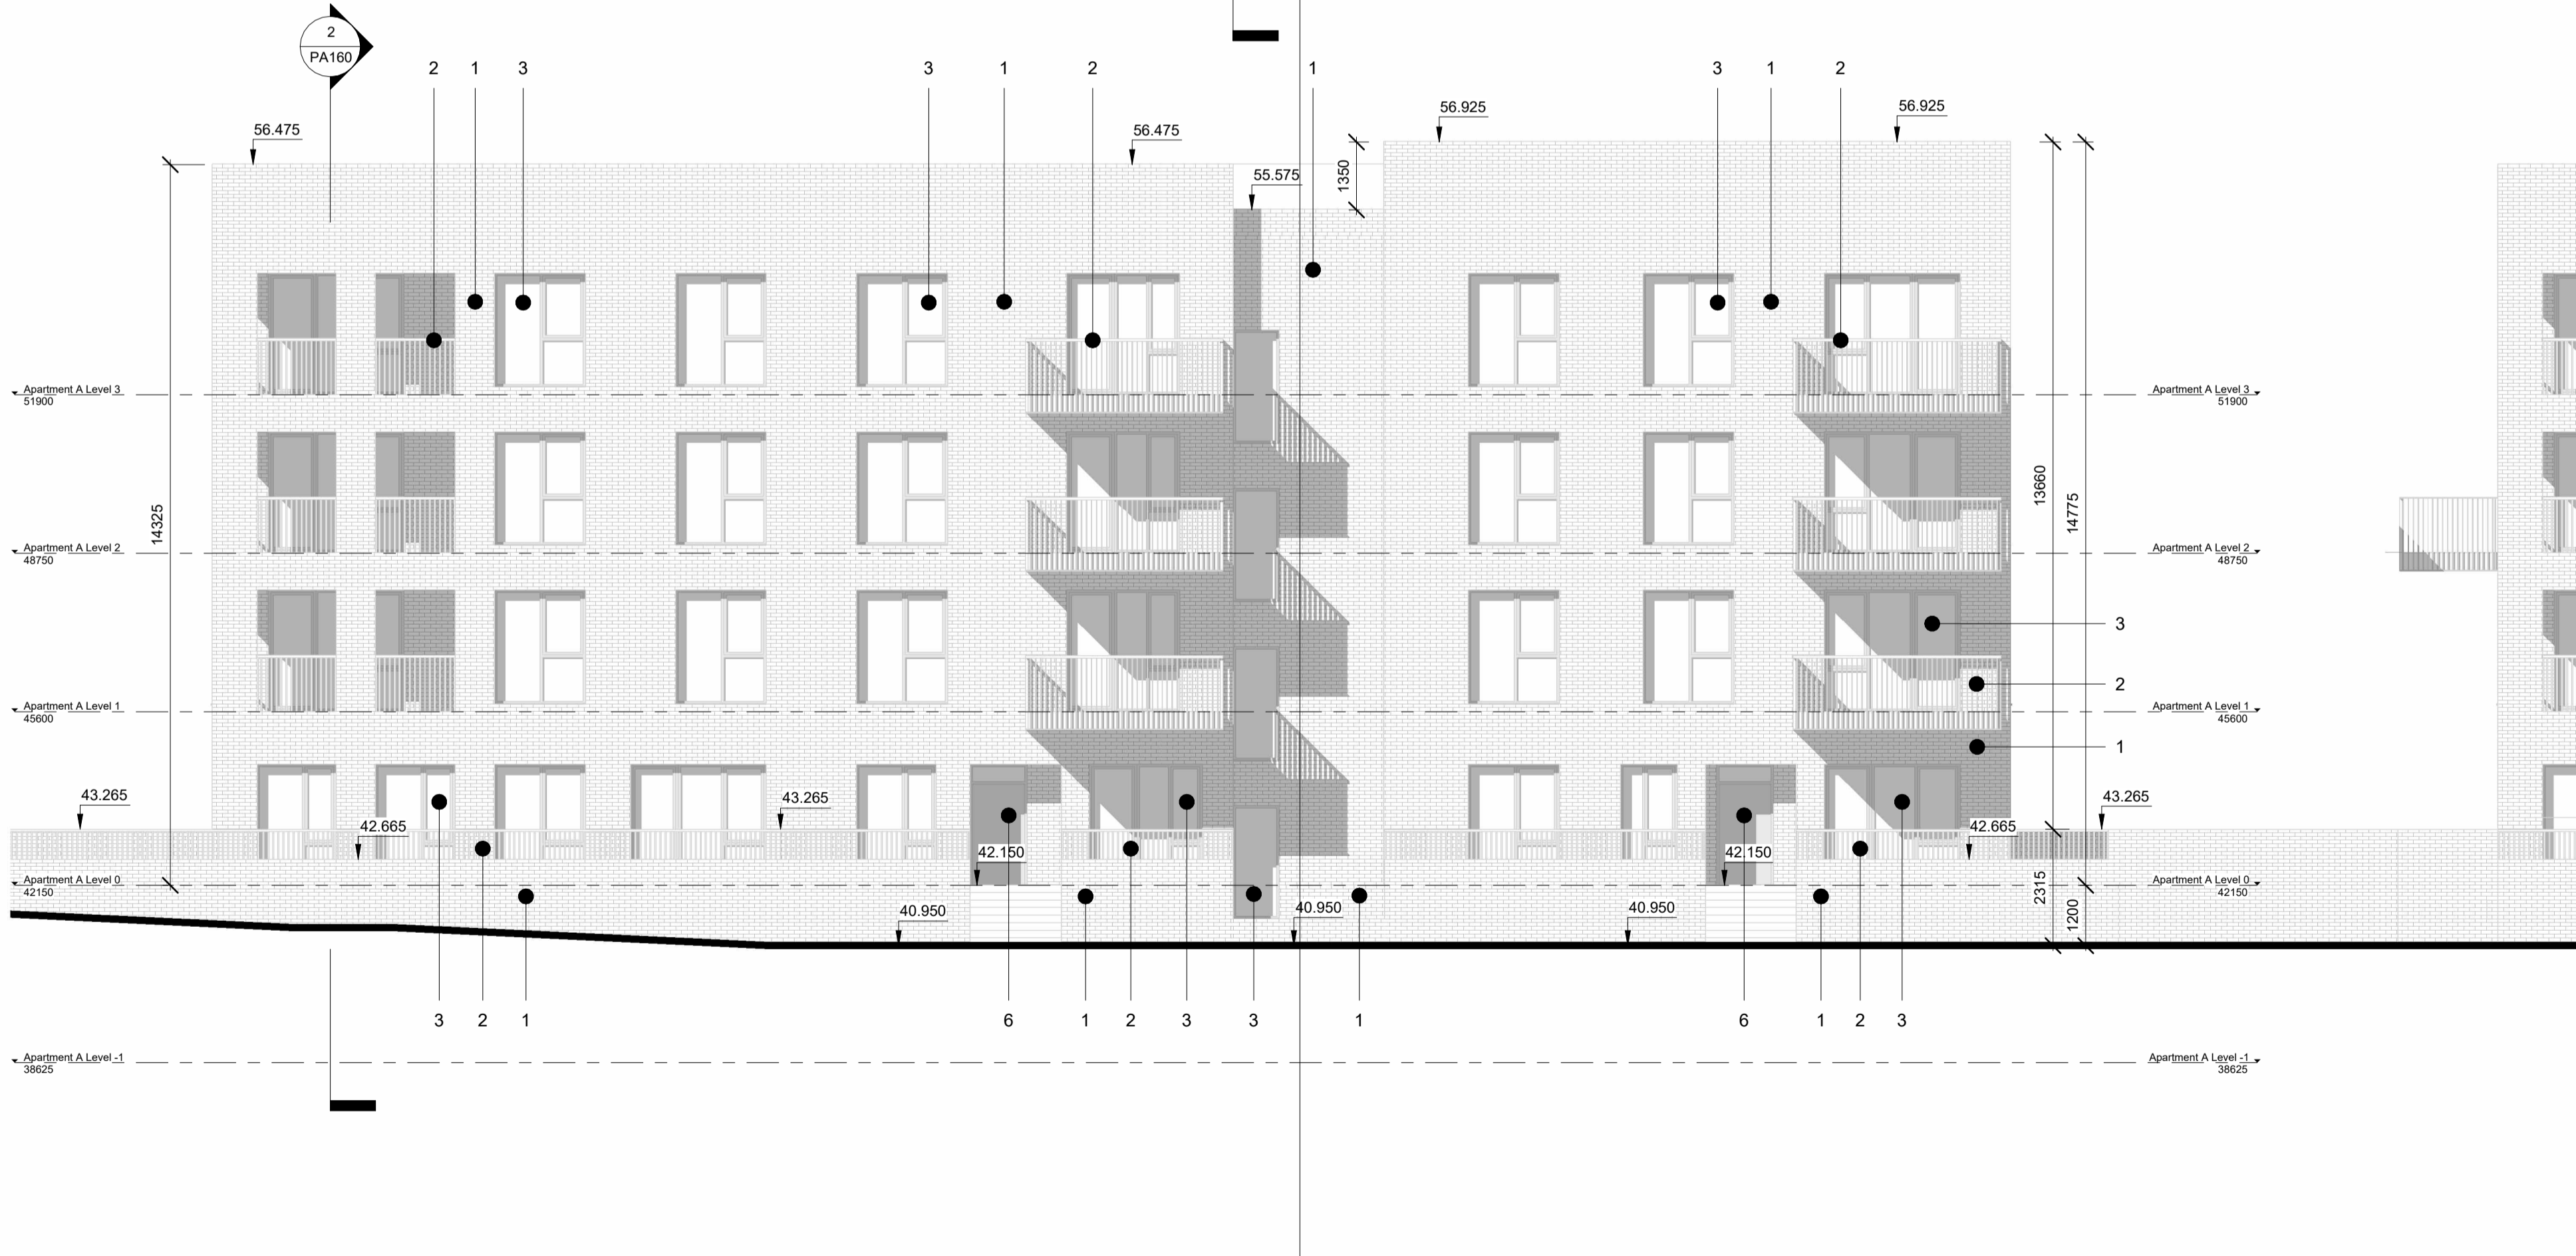 2
PA160
2 1 3 3 1 2 1 3 1 2
56.475 56.475 56.925 56.925
55.575
1350
Apartment A Level 3
51900
Apartment A Level 3
51900
14325
13660
14775
Apartment A Level 2
48750
Apartment A Level 2
48750
3
2
Apartment A Level 1
45600
Apartment A Level 1
45600
1
43.265 43.265 43.265
42.665 42.665
42.150 42.150
Apartment A Level 0
42150
Apartment A Level 0
42150
2315
1200
40.950 40.950 40.950
3 2 1 6 1 2 3 3 1 6 1 2 3
Apartment A Level -1
38625
Apartment A Level -1
38625